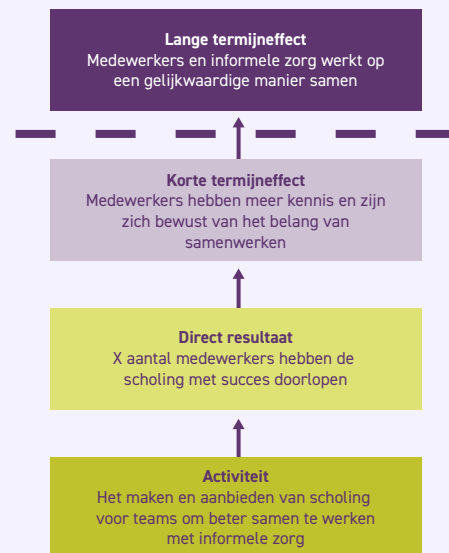 Lange termijneffect
Medewerkers en informele zorg werkt op
een gelijkwaardige manier samen
Korte termijneffect
Medewerkers hebben meer kennis en zijn
zich bewust van het belang van
samenwerken
Direct resultaat
X aantal medewerkers hebben de
scholing met succes doorlopen
Activiteit
Het maken en aanbieden van scholing
voor teams om beter samen te werken
met informele zorg